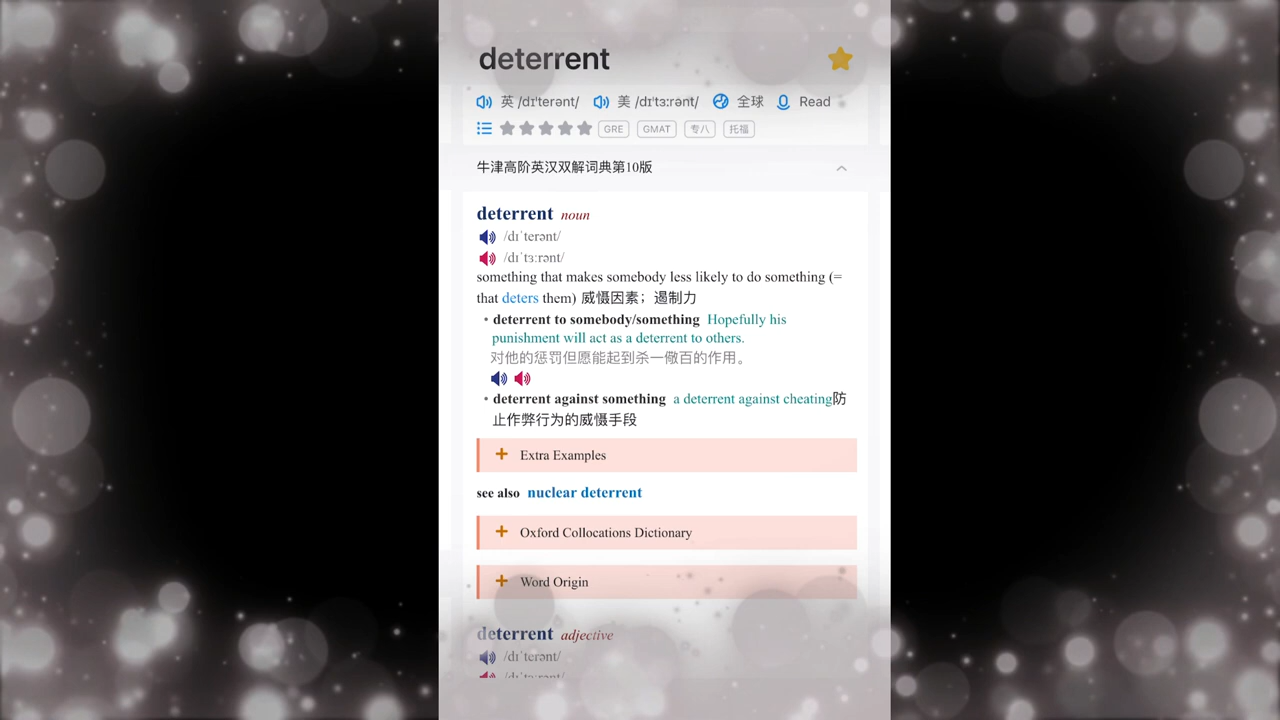 deterrent
英 /dɪˈterənt/ 美 /dɪˈtɜːrənt/ 全球 Read
GRE GMAT 专八 托福
牛津高阶英汉双解词典第10版
deterrent noun
/dɪˈterənt/
/dɪˈtɜːrənt/
something that makes somebody less likely to do something (=
that deters them) 威慑因素；遏制力
• deterrent to somebody/something Hopefully his
punishment will act as a deterrent to others.
对他的惩罚但愿能起到杀一儆百的作用。
• deterrent against something a deterrent against cheating防
止作弊行为的威慑手段
+ Extra Examples
see also nuclear deterrent
+ Oxford Collocations Dictionary
+ Word Origin
deterrent adjective
/dɪˈterənt/
/dɪˈtɜːrənt/